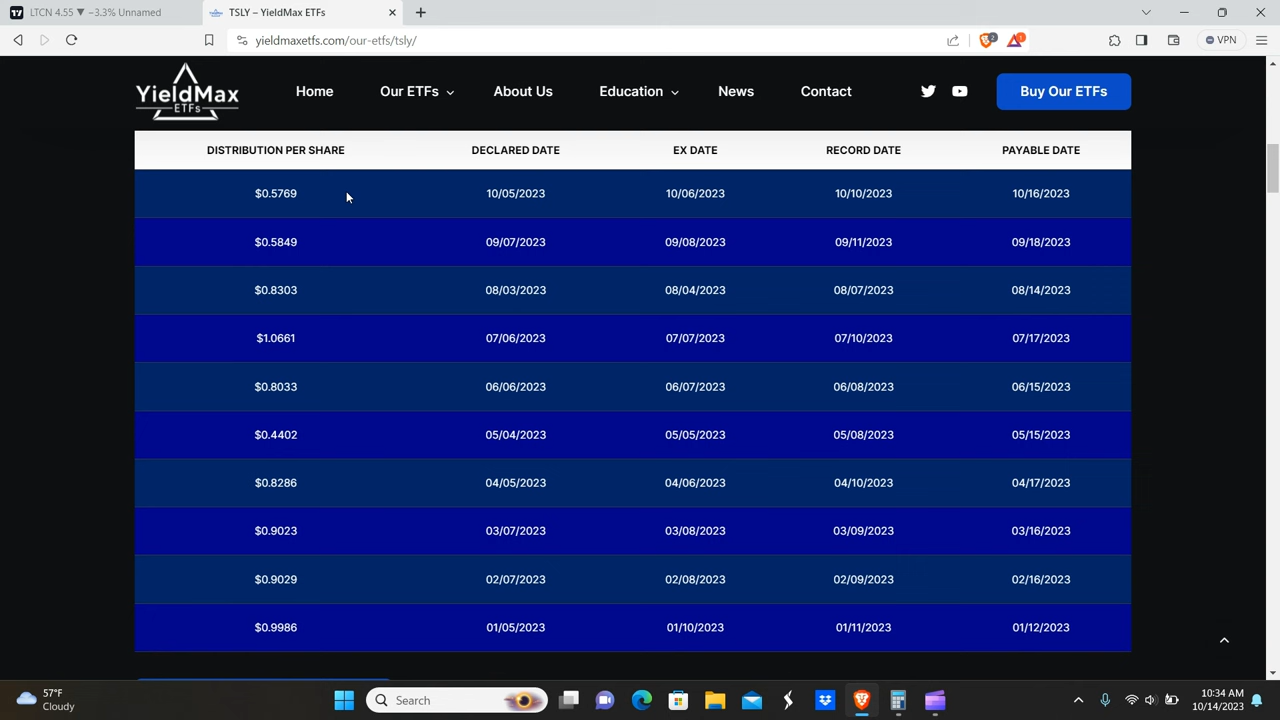 LTCN 4.55 ▼ −3.3% Unnamed
TSLY – YieldMax ETFs
yieldmaxetfs.com/our-etfs/tsly/
2
1
VPN
YieldMax
ETFs
Home
Our ETFs
About Us
Education
News
Contact
Buy Our ETFs
DISTRIBUTION PER SHARE DECLARED DATE EX DATE RECORD DATE PAYABLE DATE
$0.5769 10/05/2023 10/06/2023 10/10/2023 10/16/2023
$0.5849 09/07/2023 09/08/2023 09/11/2023 09/18/2023
$0.8303 08/03/2023 08/04/2023 08/07/2023 08/14/2023
$1.0661 07/06/2023 07/07/2023 07/10/2023 07/17/2023
$0.8033 06/06/2023 06/07/2023 06/08/2023 06/15/2023
$0.4402 05/04/2023 05/05/2023 05/08/2023 05/15/2023
$0.8286 04/05/2023 04/06/2023 04/10/2023 04/17/2023
$0.9023 03/07/2023 03/08/2023 03/09/2023 03/16/2023
$0.9029 02/07/2023 02/08/2023 02/09/2023 02/16/2023
$0.9986 01/05/2023 01/10/2023 01/11/2023 01/12/2023
57°F
Cloudy
Search
10:34 AM
10/14/2023